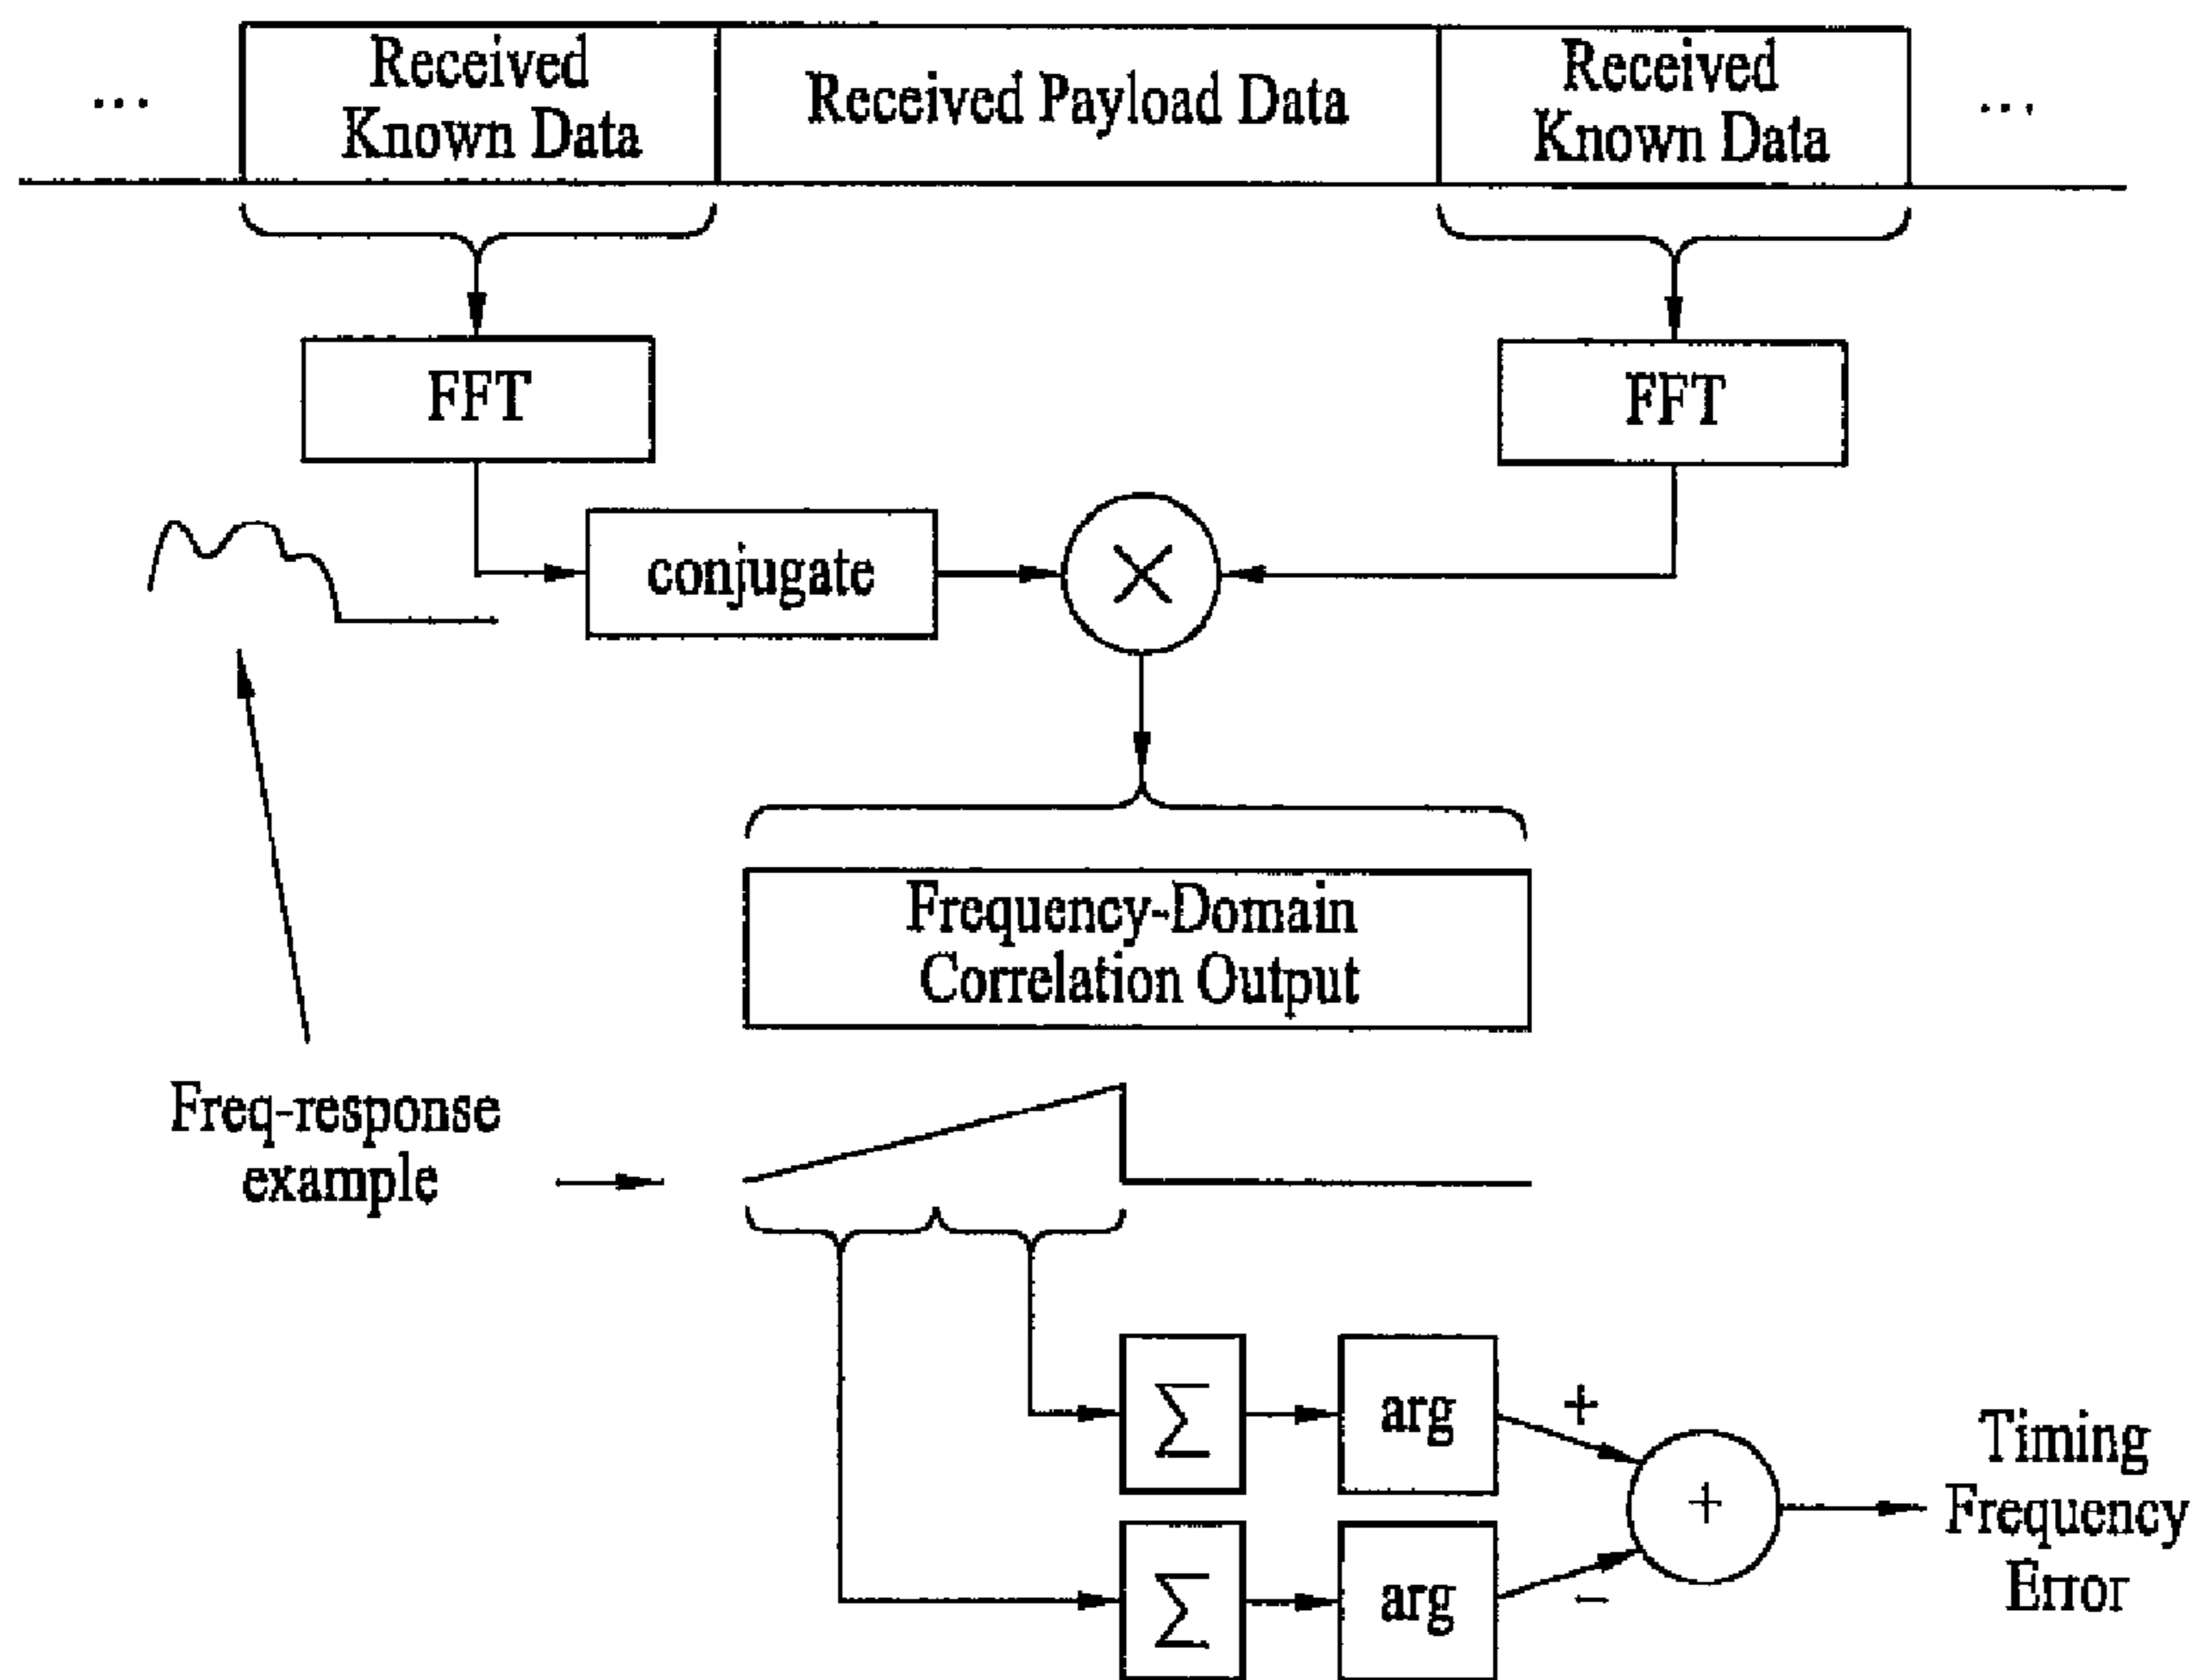 ...
Received
Known Data
Received Payload Data
Received
Known Data
...
FFT
FFT
conjugate
×
Frequency-Domain
Correlation Output
Freq-response
example
∑
arg
+
∑
arg
−
+
Timing
Frequency
Error